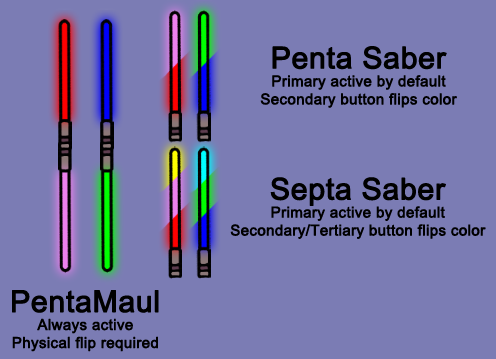 Penta Saber
Primary active by default
Secondary button flips color
Septa Saber
Primary active by default
Secondary/Tertiary button flips color
PentaMaul
Always active
Physical flip required